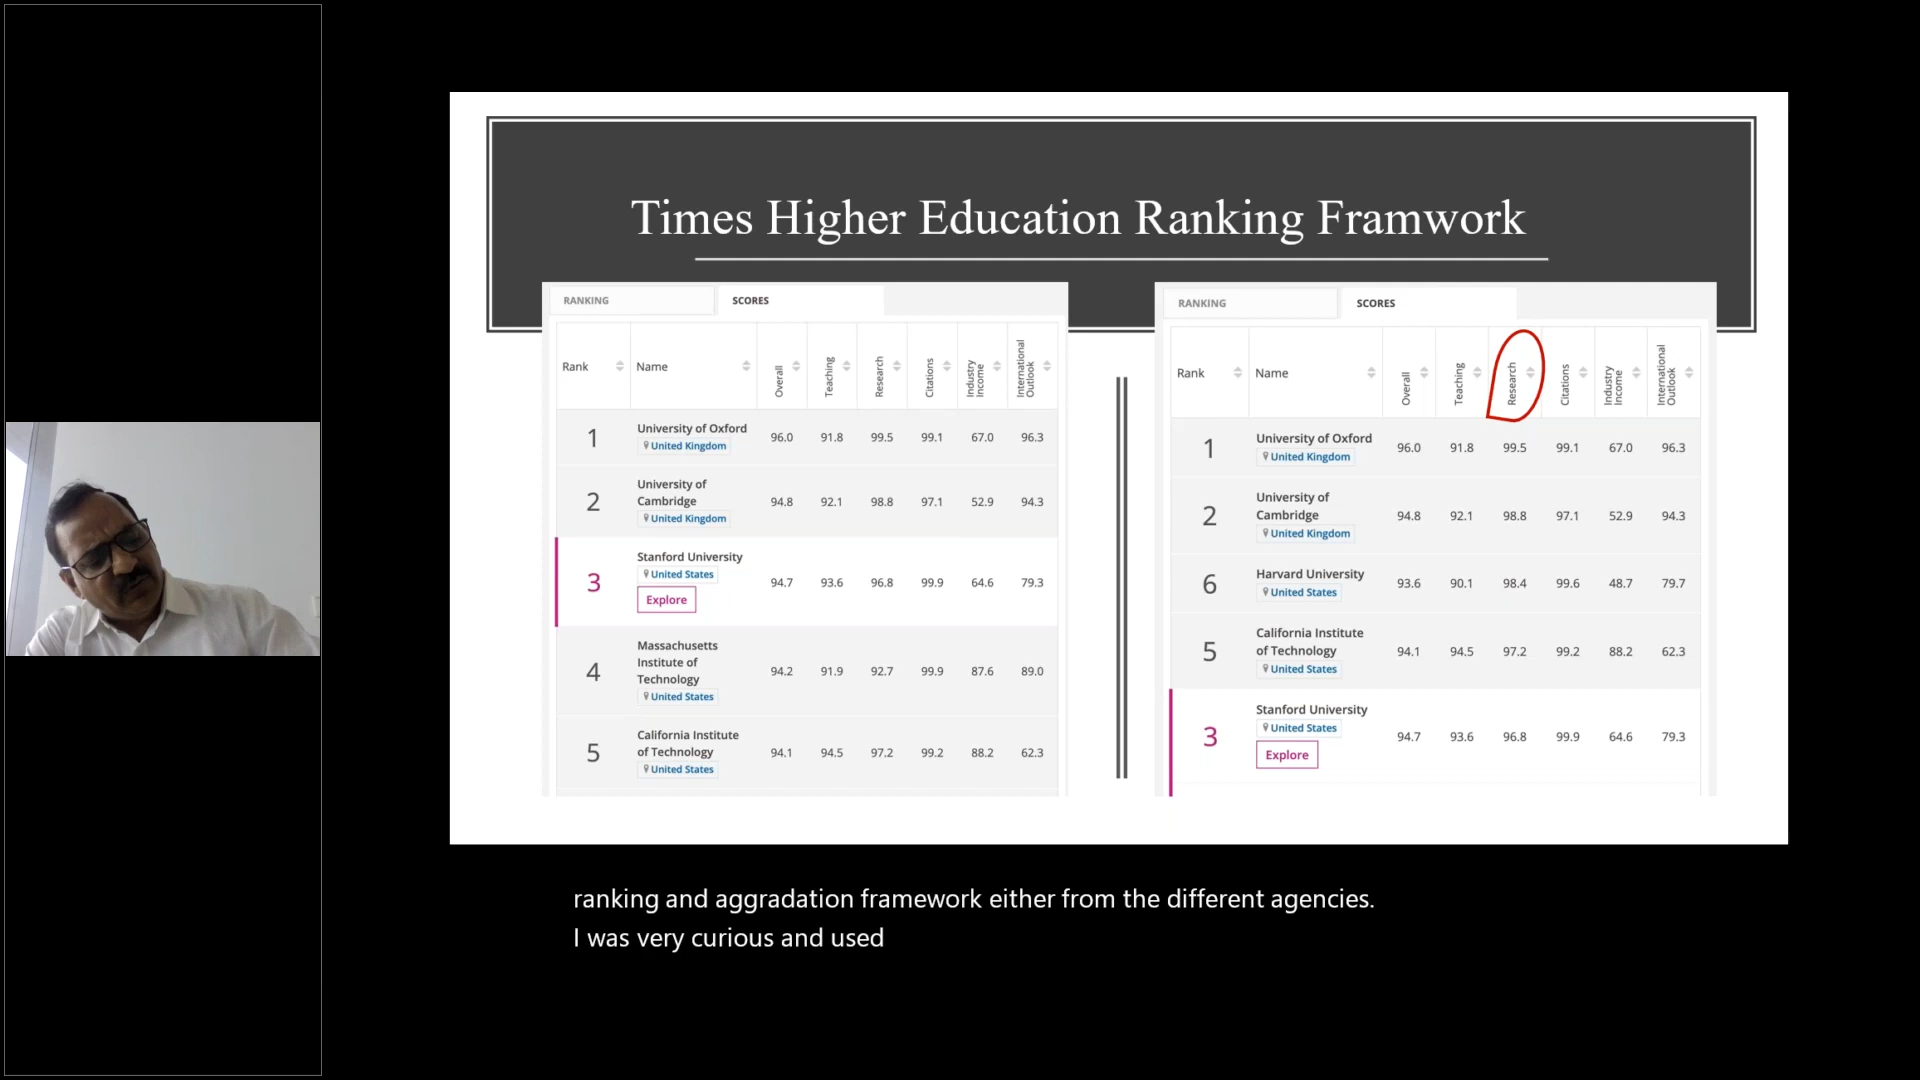 Times Higher Education Ranking Framwork
RANKING SCORES
Rank Name Overall Teaching Research Citations Industry Income International Outlook
1 University of Oxford 96.0 91.8 99.5 99.1 67.0 96.3
United Kingdom
2 University of Cambridge 94.8 92.1 98.8 97.1 52.9 94.3
United Kingdom
3 Stanford University 94.7 93.6 96.8 99.9 64.6 79.3
United States
Explore
4 Massachusetts Institute of Technology 94.2 91.9 92.7 99.9 87.6 89.0
United States
5 California Institute of Technology 94.1 94.5 97.2 99.2 88.2 62.3
United States
RANKING SCORES
Rank Name Overall Teaching Research Citations Industry Income International Outlook
1 University of Oxford 96.0 91.8 99.5 99.1 67.0 96.3
United Kingdom
2 University of Cambridge 94.8 92.1 98.8 97.1 52.9 94.3
United Kingdom
6 Harvard University 93.6 90.1 98.4 99.6 48.7 79.7
United States
5 California Institute of Technology 94.1 94.5 97.2 99.2 88.2 62.3
United States
3 Stanford University 94.7 93.6 96.8 99.9 64.6 79.3
United States
Explore
ranking and aggradation framework either from the different agencies.
I was very curious and used